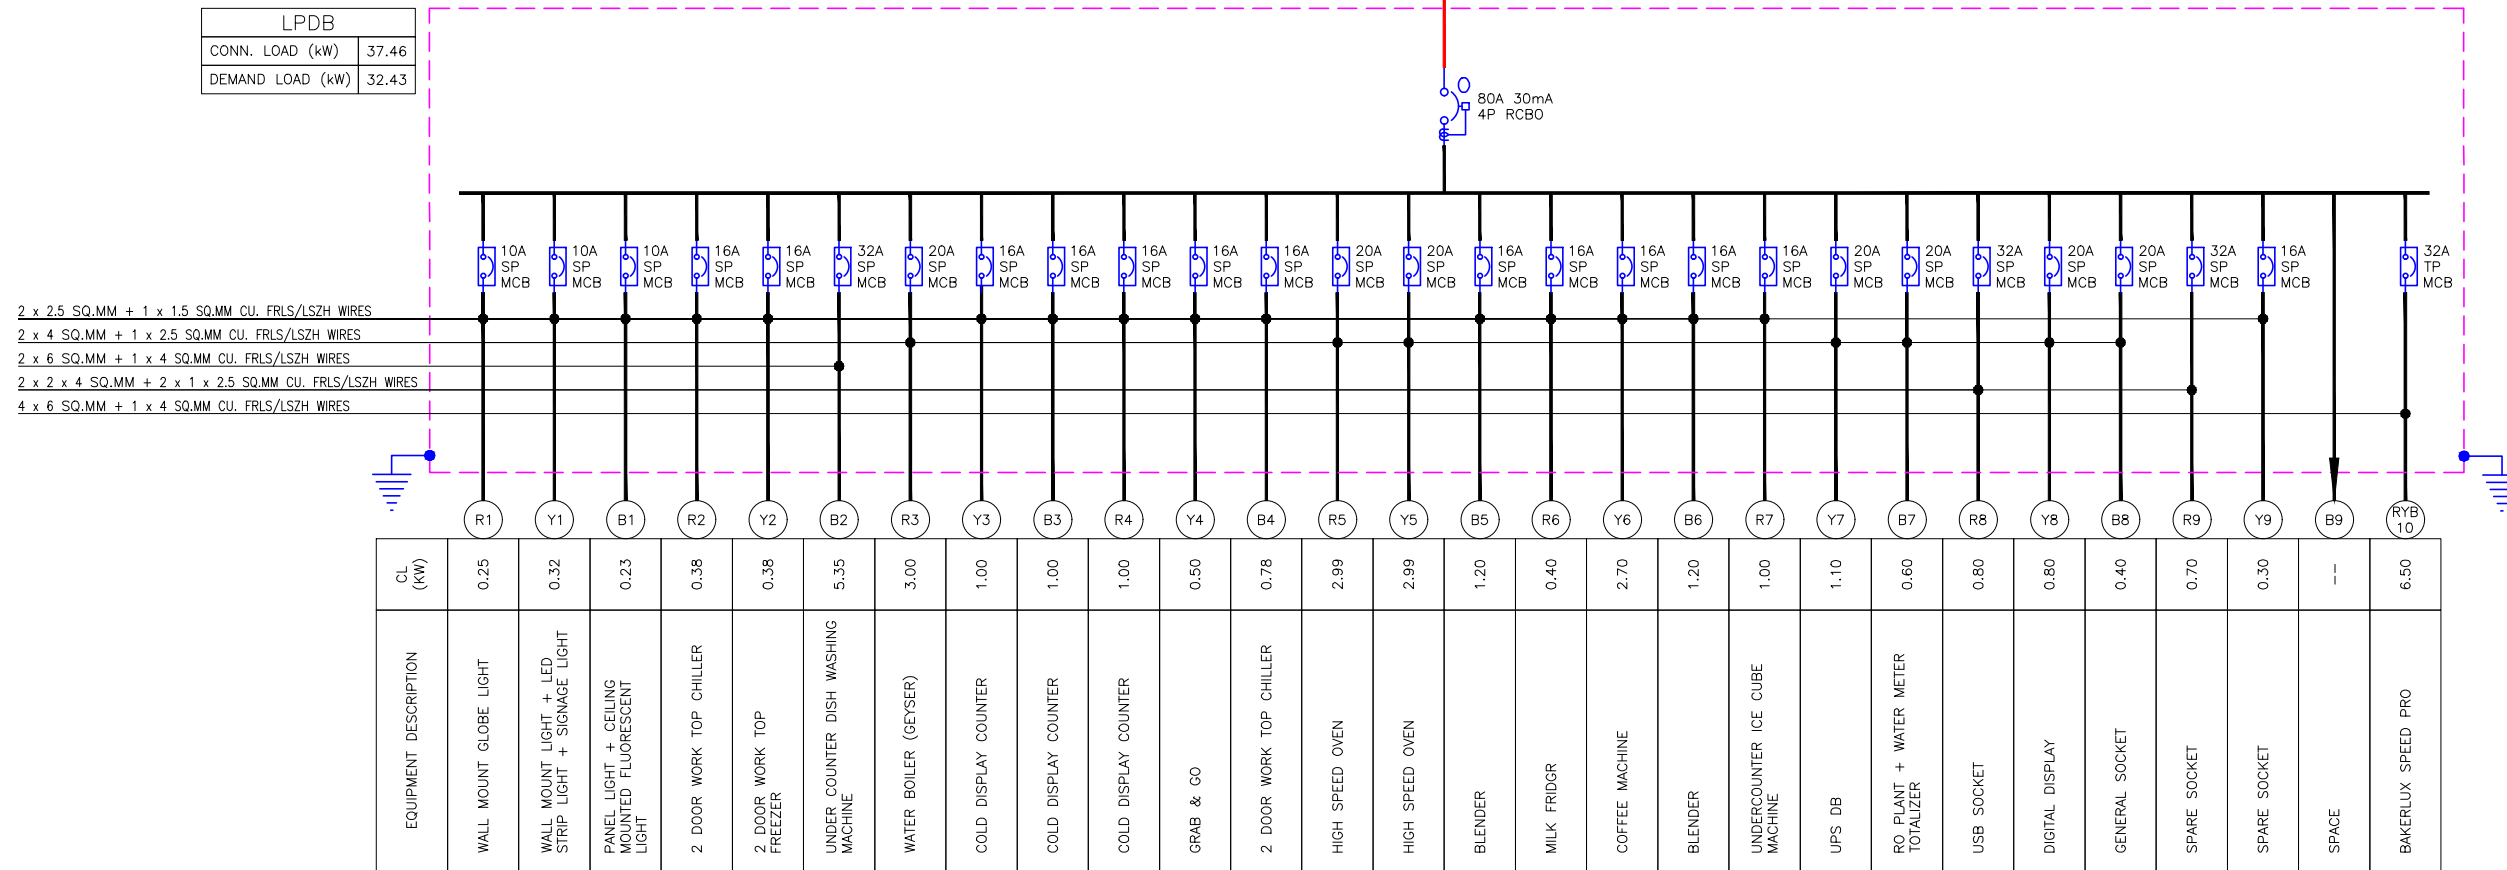 LPDB
CONN. LOAD (kW) 37.46
DEMAND LOAD (kW) 32.43
80A 30mA
4P RCBO
10A SP MCB
10A SP MCB
10A SP MCB
16A SP MCB
16A SP MCB
32A SP MCB
20A SP MCB
16A SP MCB
16A SP MCB
16A SP MCB
16A SP MCB
16A SP MCB
20A SP MCB
20A SP MCB
16A SP MCB
16A SP MCB
16A SP MCB
16A SP MCB
16A SP MCB
20A SP MCB
20A SP MCB
32A SP MCB
20A SP MCB
20A SP MCB
32A SP MCB
16A SP MCB
32A TP MCB
2 x 2.5 SQ.MM + 1 x 1.5 SQ.MM CU. FRLS/LSZH WIRES
2 x 4 SQ.MM + 1 x 2.5 SQ.MM CU. FRLS/LSZH WIRES
2 x 6 SQ.MM + 1 x 4 SQ.MM CU. FRLS/LSZH WIRES
2 x 2 x 4 SQ.MM + 2 x 1 x 2.5 SQ.MM CU. FRLS/LSZH WIRES
4 x 6 SQ.MM + 1 x 4 SQ.MM CU. FRLS/LSZH WIRES
R1 Y1 B1 R2 Y2 B2 R3 Y3 B3 R4 Y4 B4 R5 Y5 B5 R6 Y6 B6 R7 Y7 B7 R8 Y8 B8 R9 Y9 B9 RYB 10
CL (KW) 0.25 0.32 0.23 0.38 0.38 5.35 3.00 1.00 1.00 1.00 0.50 0.78 2.99 2.99 1.20 0.40 2.70 1.20 1.00 1.10 0.60 0.80 0.80 0.40 0.70 0.30 -- 6.50
EQUIPMENT DESCRIPTION
WALL MOUNT GLOBE LIGHT
WALL MOUNT LIGHT + LED
STRIP LIGHT + SIGNAGE LIGHT
PANEL LIGHT + CEILING
MOUNTED FLUORESCENT
LIGHT
2 DOOR WORK TOP CHILLER
2 DOOR WORK TOP
FREEZER
UNDER COUNTER DISH WASHING
MACHINE
WATER BOILER (GEYSER)
COLD DISPLAY COUNTER
COLD DISPLAY COUNTER
COLD DISPLAY COUNTER
GRAB & GO
2 DOOR WORK TOP CHILLER
HIGH SPEED OVEN
HIGH SPEED OVEN
BLENDER
MILK FRIDGR
COFFEE MACHINE
BLENDER
UNDERCOUNTER ICE CUBE
MACHINE
UPS DB
RO PLANT + WATER METER
TOTALIZER
USB SOCKET
DIGITAL DISPLAY
GENERAL SOCKET
SPARE SOCKET
SPARE SOCKET
SPACE
BAKERLUX SPEED PRO